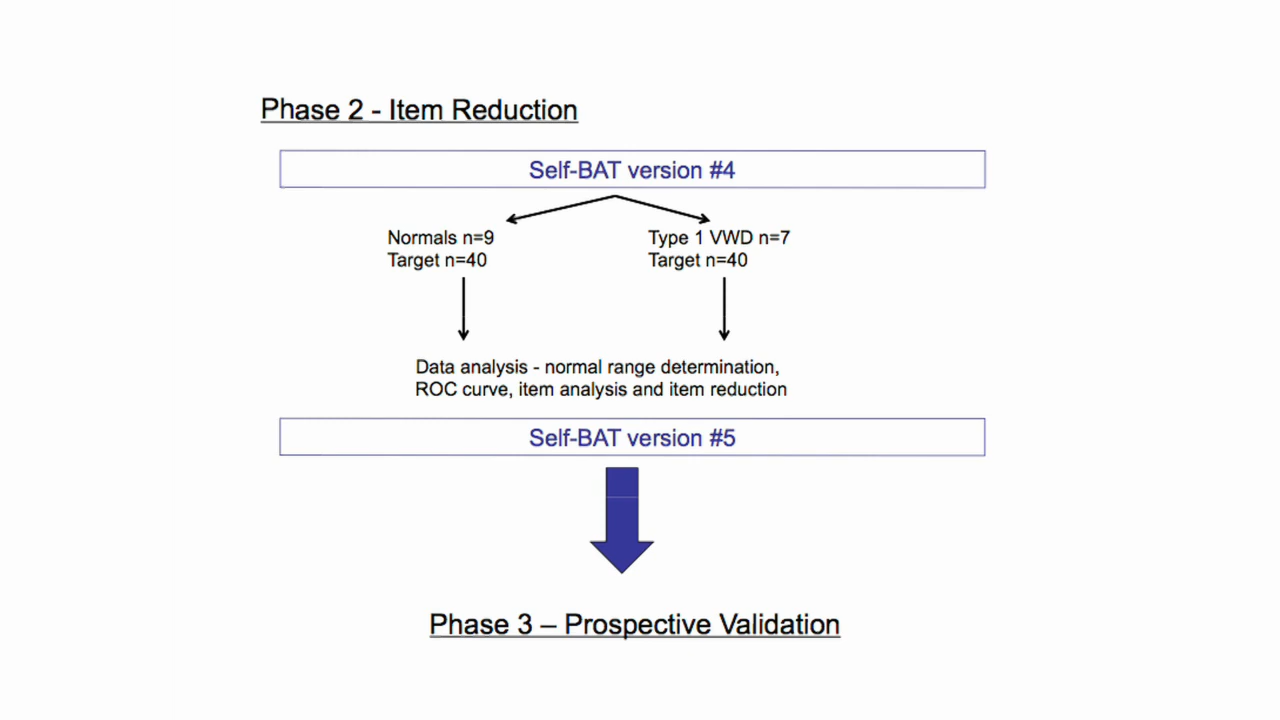 Phase 2 - Item Reduction
Self-BAT version #4
Normals n=9
Target n=40
Type 1 VWD n=7
Target n=40
Data analysis - normal range determination,
ROC curve, item analysis and item reduction
Self-BAT version #5
Phase 3 – Prospective Validation